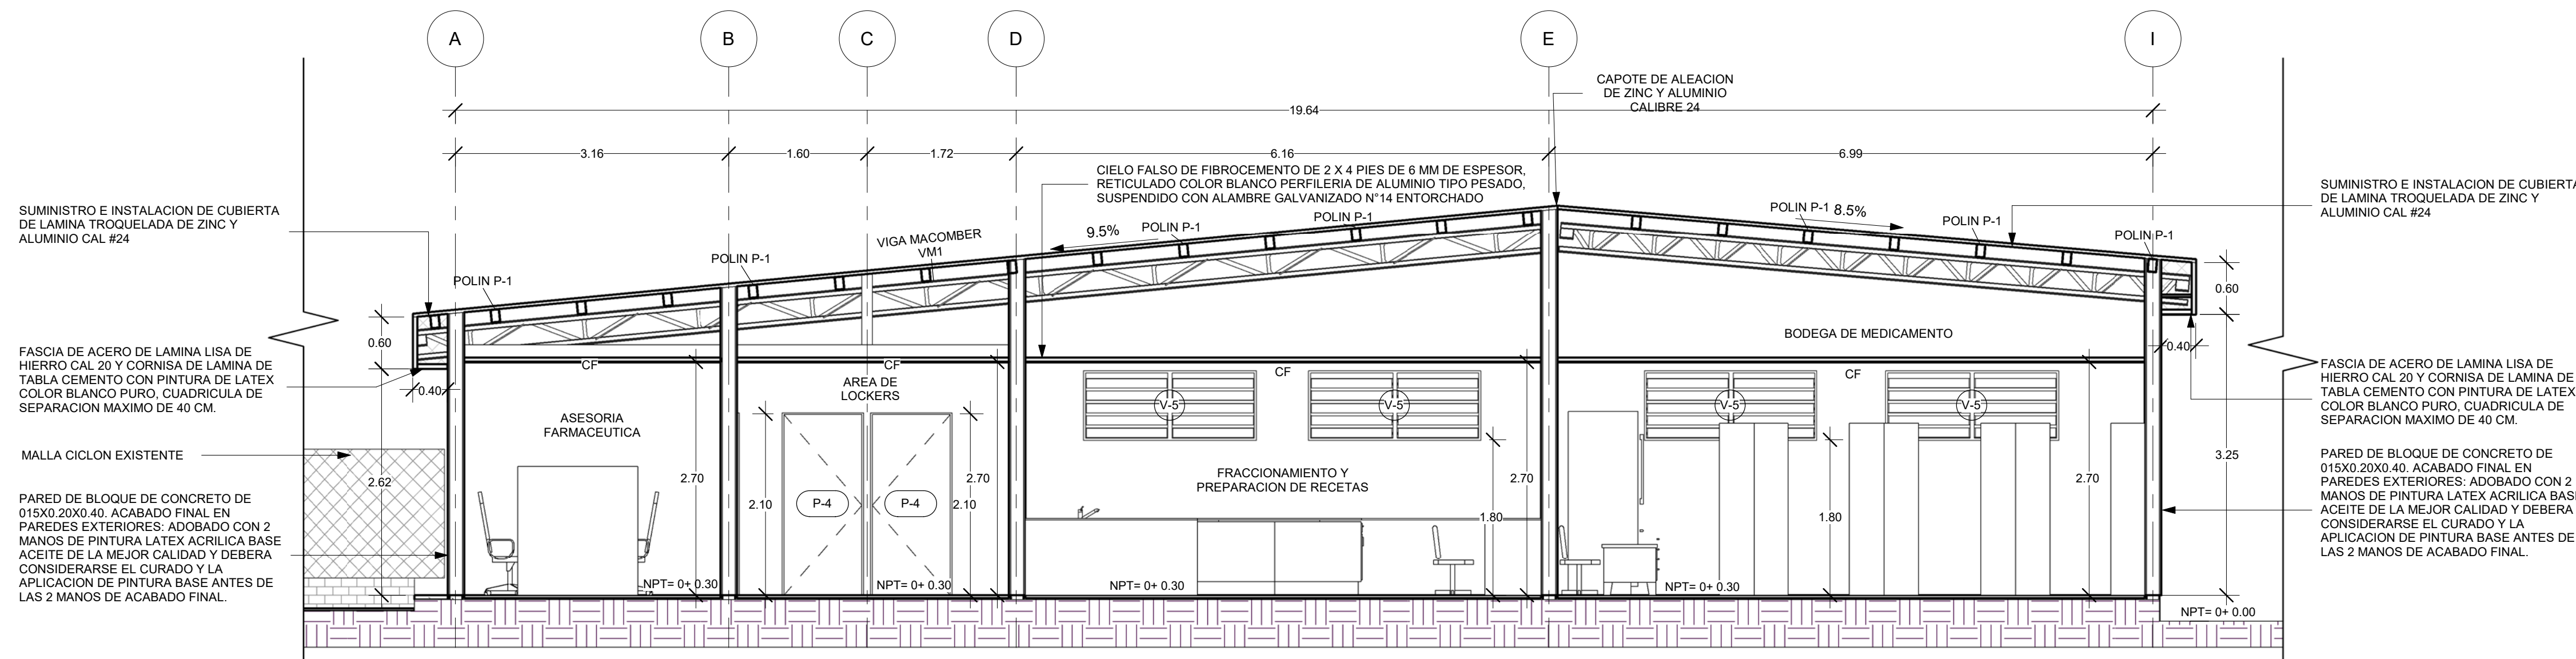 A
B
C
D
E
I
CAPOTE DE ALEACION
DE ZINC Y ALUMINIO
CALIBRE 24
19.64
3.16
1.60
1.72
6.16
6.99
CIELO FALSO DE FIBROCEMENTO DE 2 X 4 PIES DE 6 MM DE ESPESOR,
RETICULADO COLOR BLANCO PERFILERIA DE ALUMINIO TIPO PESADO,
SUSPENDIDO CON ALAMBRE GALVANIZADO N°14 ENTORCHADO
SUMINISTRO E INSTALACION DE CUBIERTA
DE LAMINA TROQUELADA DE ZINC Y
ALUMINIO CAL #24
SUMINISTRO E INSTALACION DE CUBIERTA
DE LAMINA TROQUELADA DE ZINC Y
ALUMINIO CAL #24
POLIN P-1
POLIN P-1
VIGA MACOMBER
VM1
9.5%
POLIN P-1
POLIN P-1
POLIN P-1
8.5%
POLIN P-1
POLIN P-1
0.60
0.40
2.62
0.60
0.40
3.25
FASCIA DE ACERO DE LAMINA LISA DE
HIERRO CAL 20 Y CORNISA DE LAMINA DE
TABLA CEMENTO CON PINTURA DE LATEX
COLOR BLANCO PURO, CUADRICULA DE
SEPARACION MAXIMO DE 40 CM.
MALLA CICLON EXISTENTE
PARED DE BLOQUE DE CONCRETO DE
015X0.20X0.40. ACABADO FINAL EN
PAREDES EXTERIORES: ADOBADO CON 2
MANOS DE PINTURA LATEX ACRILICA BASE
ACEITE DE LA MEJOR CALIDAD Y DEBERA
CONSIDERARSE EL CURADO Y LA
APLICACION DE PINTURA BASE ANTES DE
LAS 2 MANOS DE ACABADO FINAL.
CF
ASESORIA
FARMACEUTICA
2.70
NPT= 0+ 0.30
CF
AREA DE
LOCKERS
2.10
P-4
P-4
2.10
2.70
NPT= 0+ 0.30
CF
V-5
V-5
FRACCIONAMIENTO Y
PREPARACION DE RECETAS
1.80
2.70
NPT= 0+ 0.30
BODEGA DE MEDICAMENTO
CF
V-5
V-5
1.80
2.70
NPT= 0+ 0.30
NPT= 0+ 0.00
FASCIA DE ACERO DE LAMINA LISA DE
HIERRO CAL 20 Y CORNISA DE LAMINA DE
TABLA CEMENTO CON PINTURA DE LATEX
COLOR BLANCO PURO, CUADRICULA DE
SEPARACION MAXIMO DE 40 CM.
PARED DE BLOQUE DE CONCRETO DE
015X0.20X0.40. ACABADO FINAL EN
PAREDES EXTERIORES: ADOBADO CON 2
MANOS DE PINTURA LATEX ACRILICA BASE
ACEITE DE LA MEJOR CALIDAD Y DEBERA
CONSIDERARSE EL CURADO Y LA
APLICACION DE PINTURA BASE ANTES DE
LAS 2 MANOS DE ACABADO FINAL.